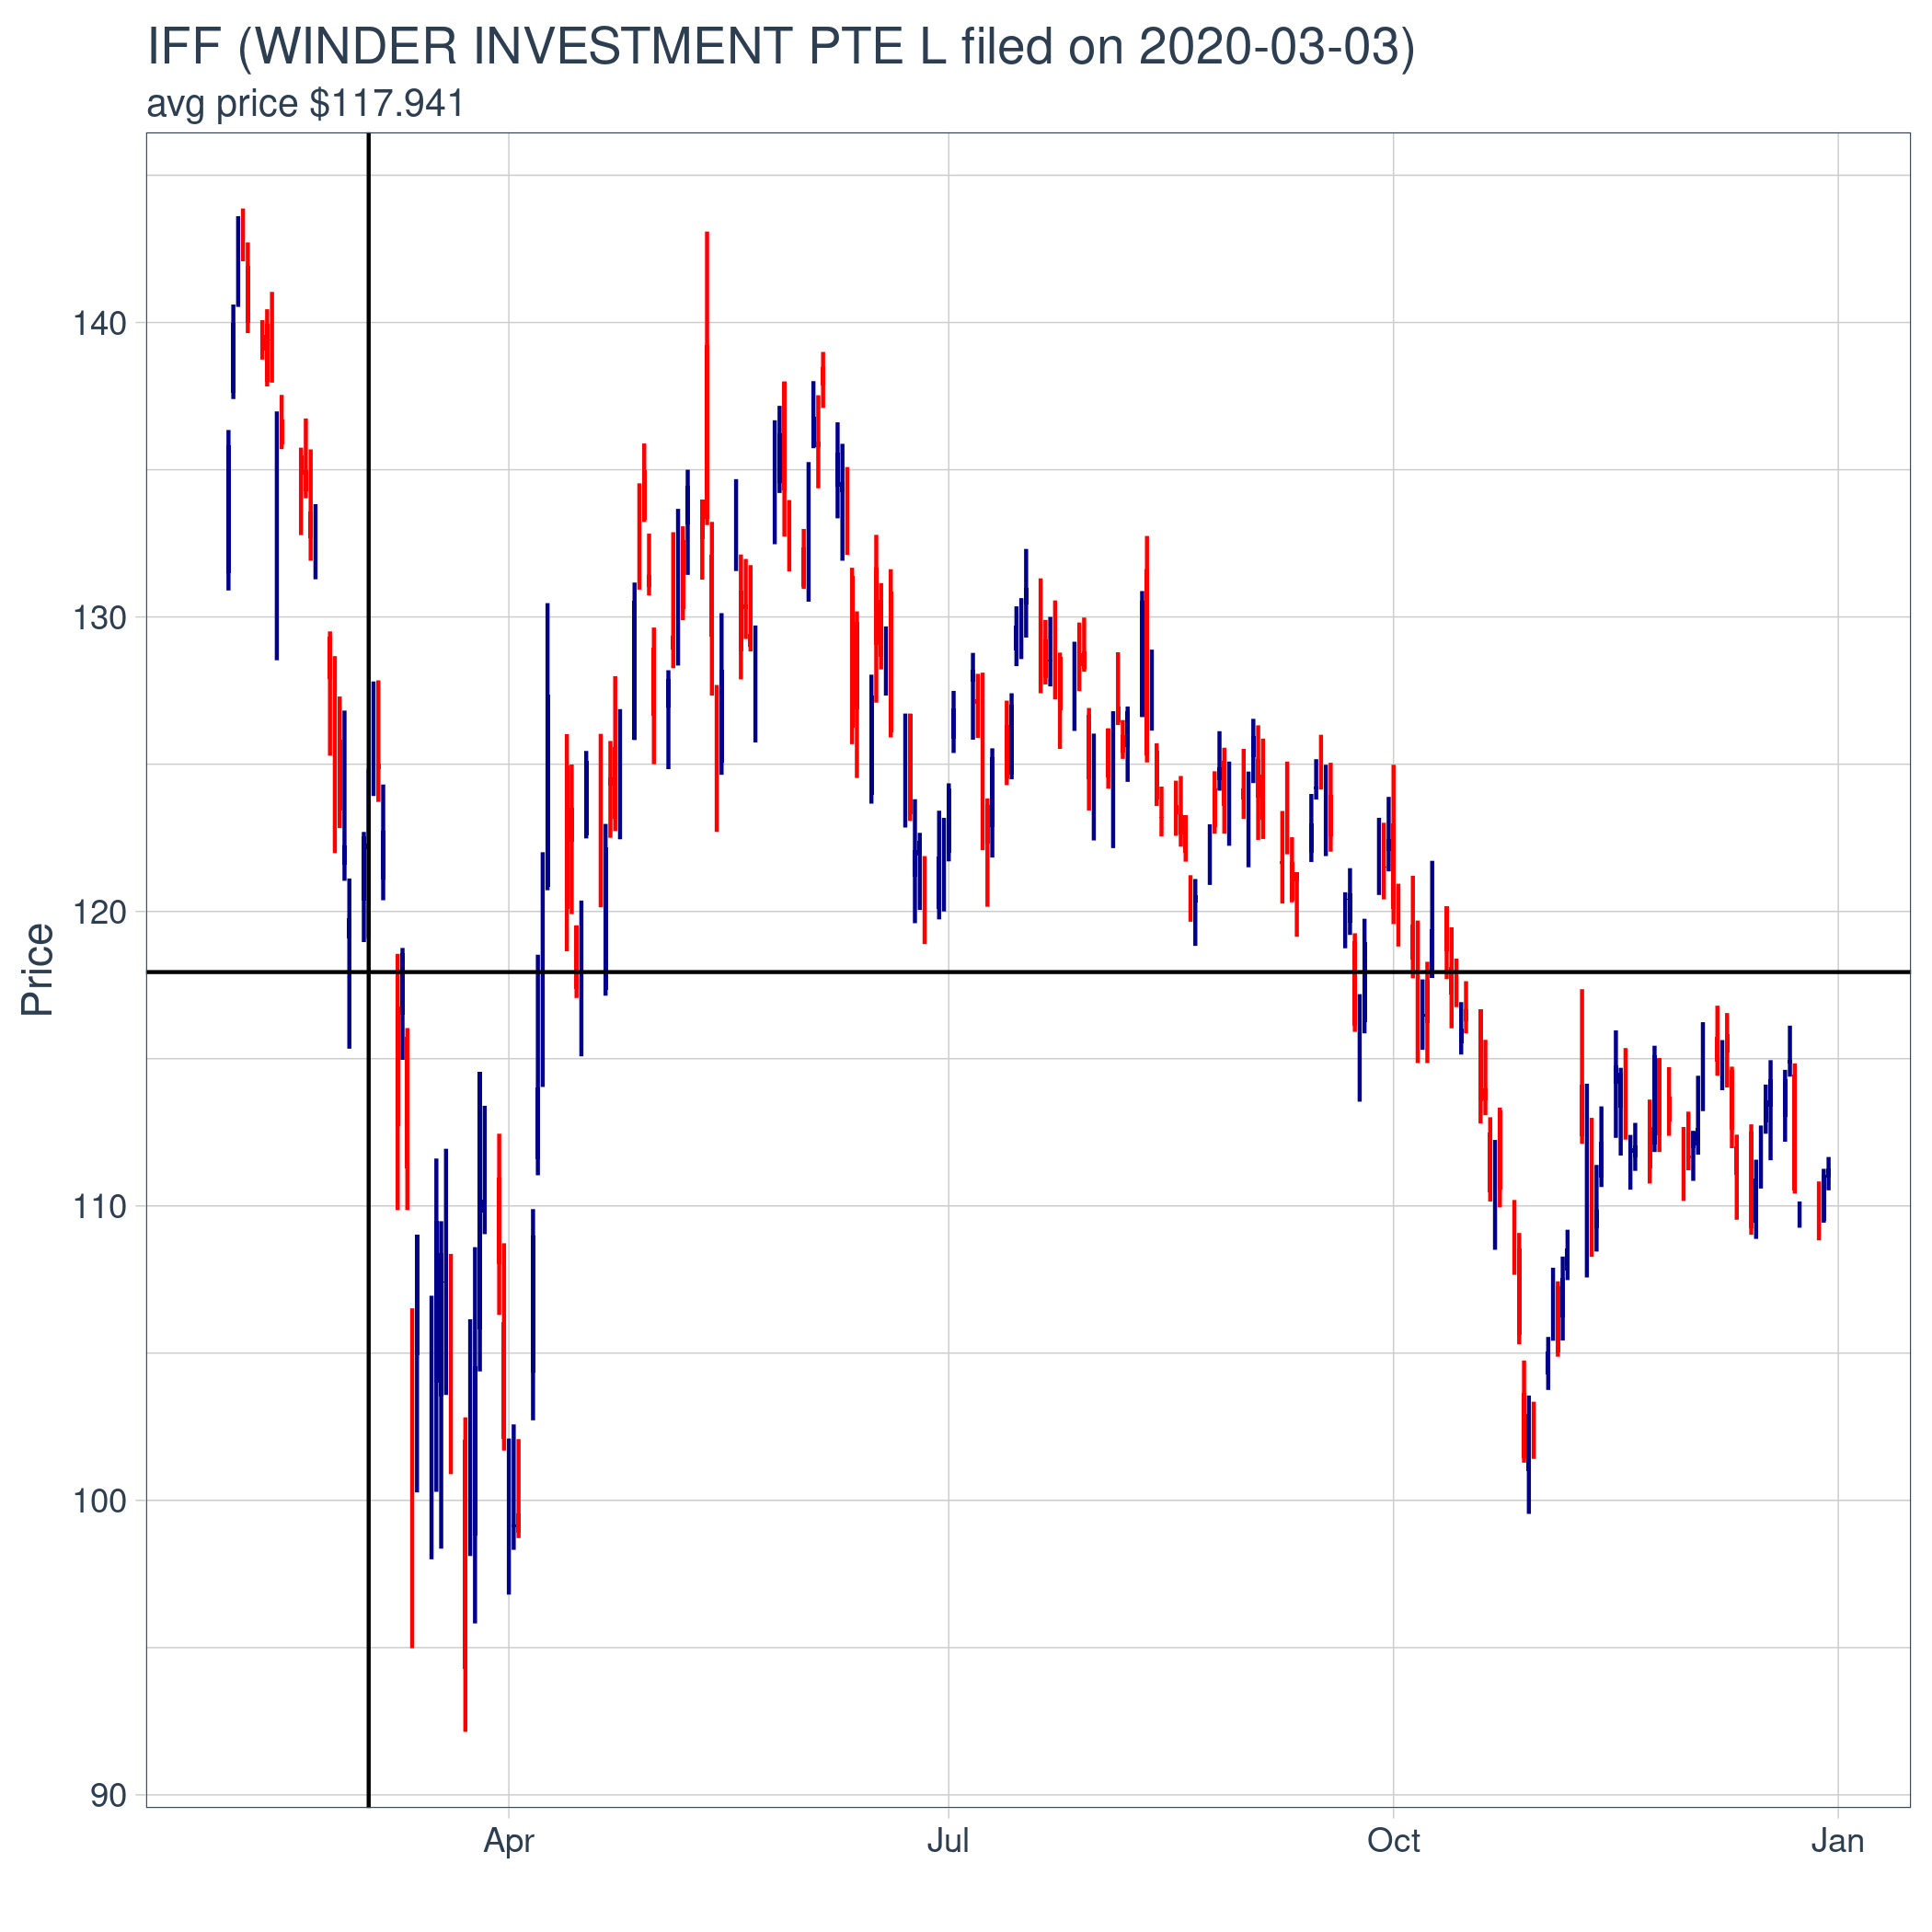 IFF (WINDER INVESTMENT PTE L filed on 2020-03-03)
avg price $117.941
Price
140
130
120
110
100
90
Apr
Jul
Oct
Jan